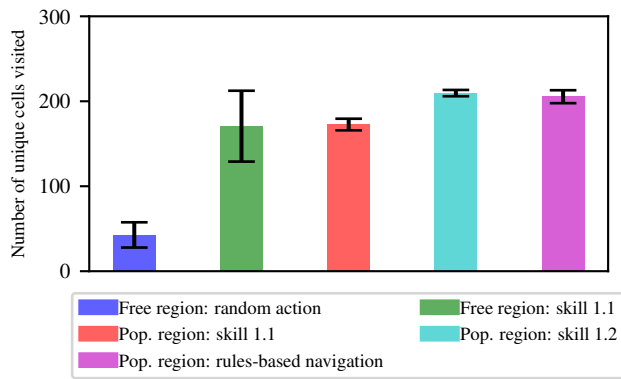 300
200
100
0
Number of unique cells visited
Free region: random action
Free region: skill 1.1
Pop. region: skill 1.1
Pop. region: skill 1.2
Pop. region: rules-based navigation